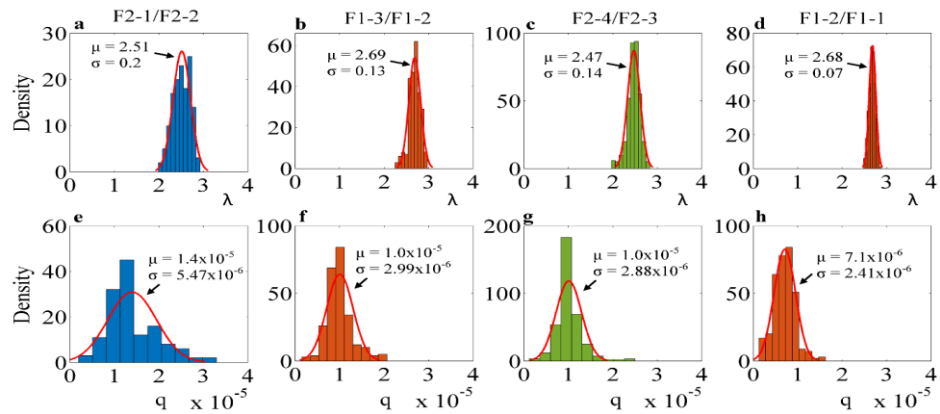 F2-1/F2-2
F1-3/F1-2
F2-4/F2-3
F1-2/F1-1
a
b
c
d
Density
30
20
10
0
μ = 2.51
σ = 0.2
0 1 2 3 4
λ
60
40
20
0
μ = 2.69
σ = 0.13
0 1 2 3 4
λ
100
50
0
μ = 2.47
σ = 0.14
0 1 2 3 4
λ
80
60
40
20
0
μ = 2.68
σ = 0.07
0 1 2 3 4
λ
e
f
g
h
Density
60
40
20
0
μ = 1.4x10⁻⁵
σ = 5.47x10⁻⁶
0 1 2 3 4
q x 10⁻⁵
100
50
0
μ = 1.0x10⁻⁵
σ = 2.99x10⁻⁶
0 1 2 3 4
q x 10⁻⁵
200
150
100
50
0
μ = 1.0x10⁻⁵
σ = 2.88x10⁻⁶
0 1 2 3 4
q x 10⁻⁵
100
50
0
μ = 7.1x10⁻⁶
σ = 2.41x10⁻⁶
0 1 2 3 4
q x 10⁻⁵